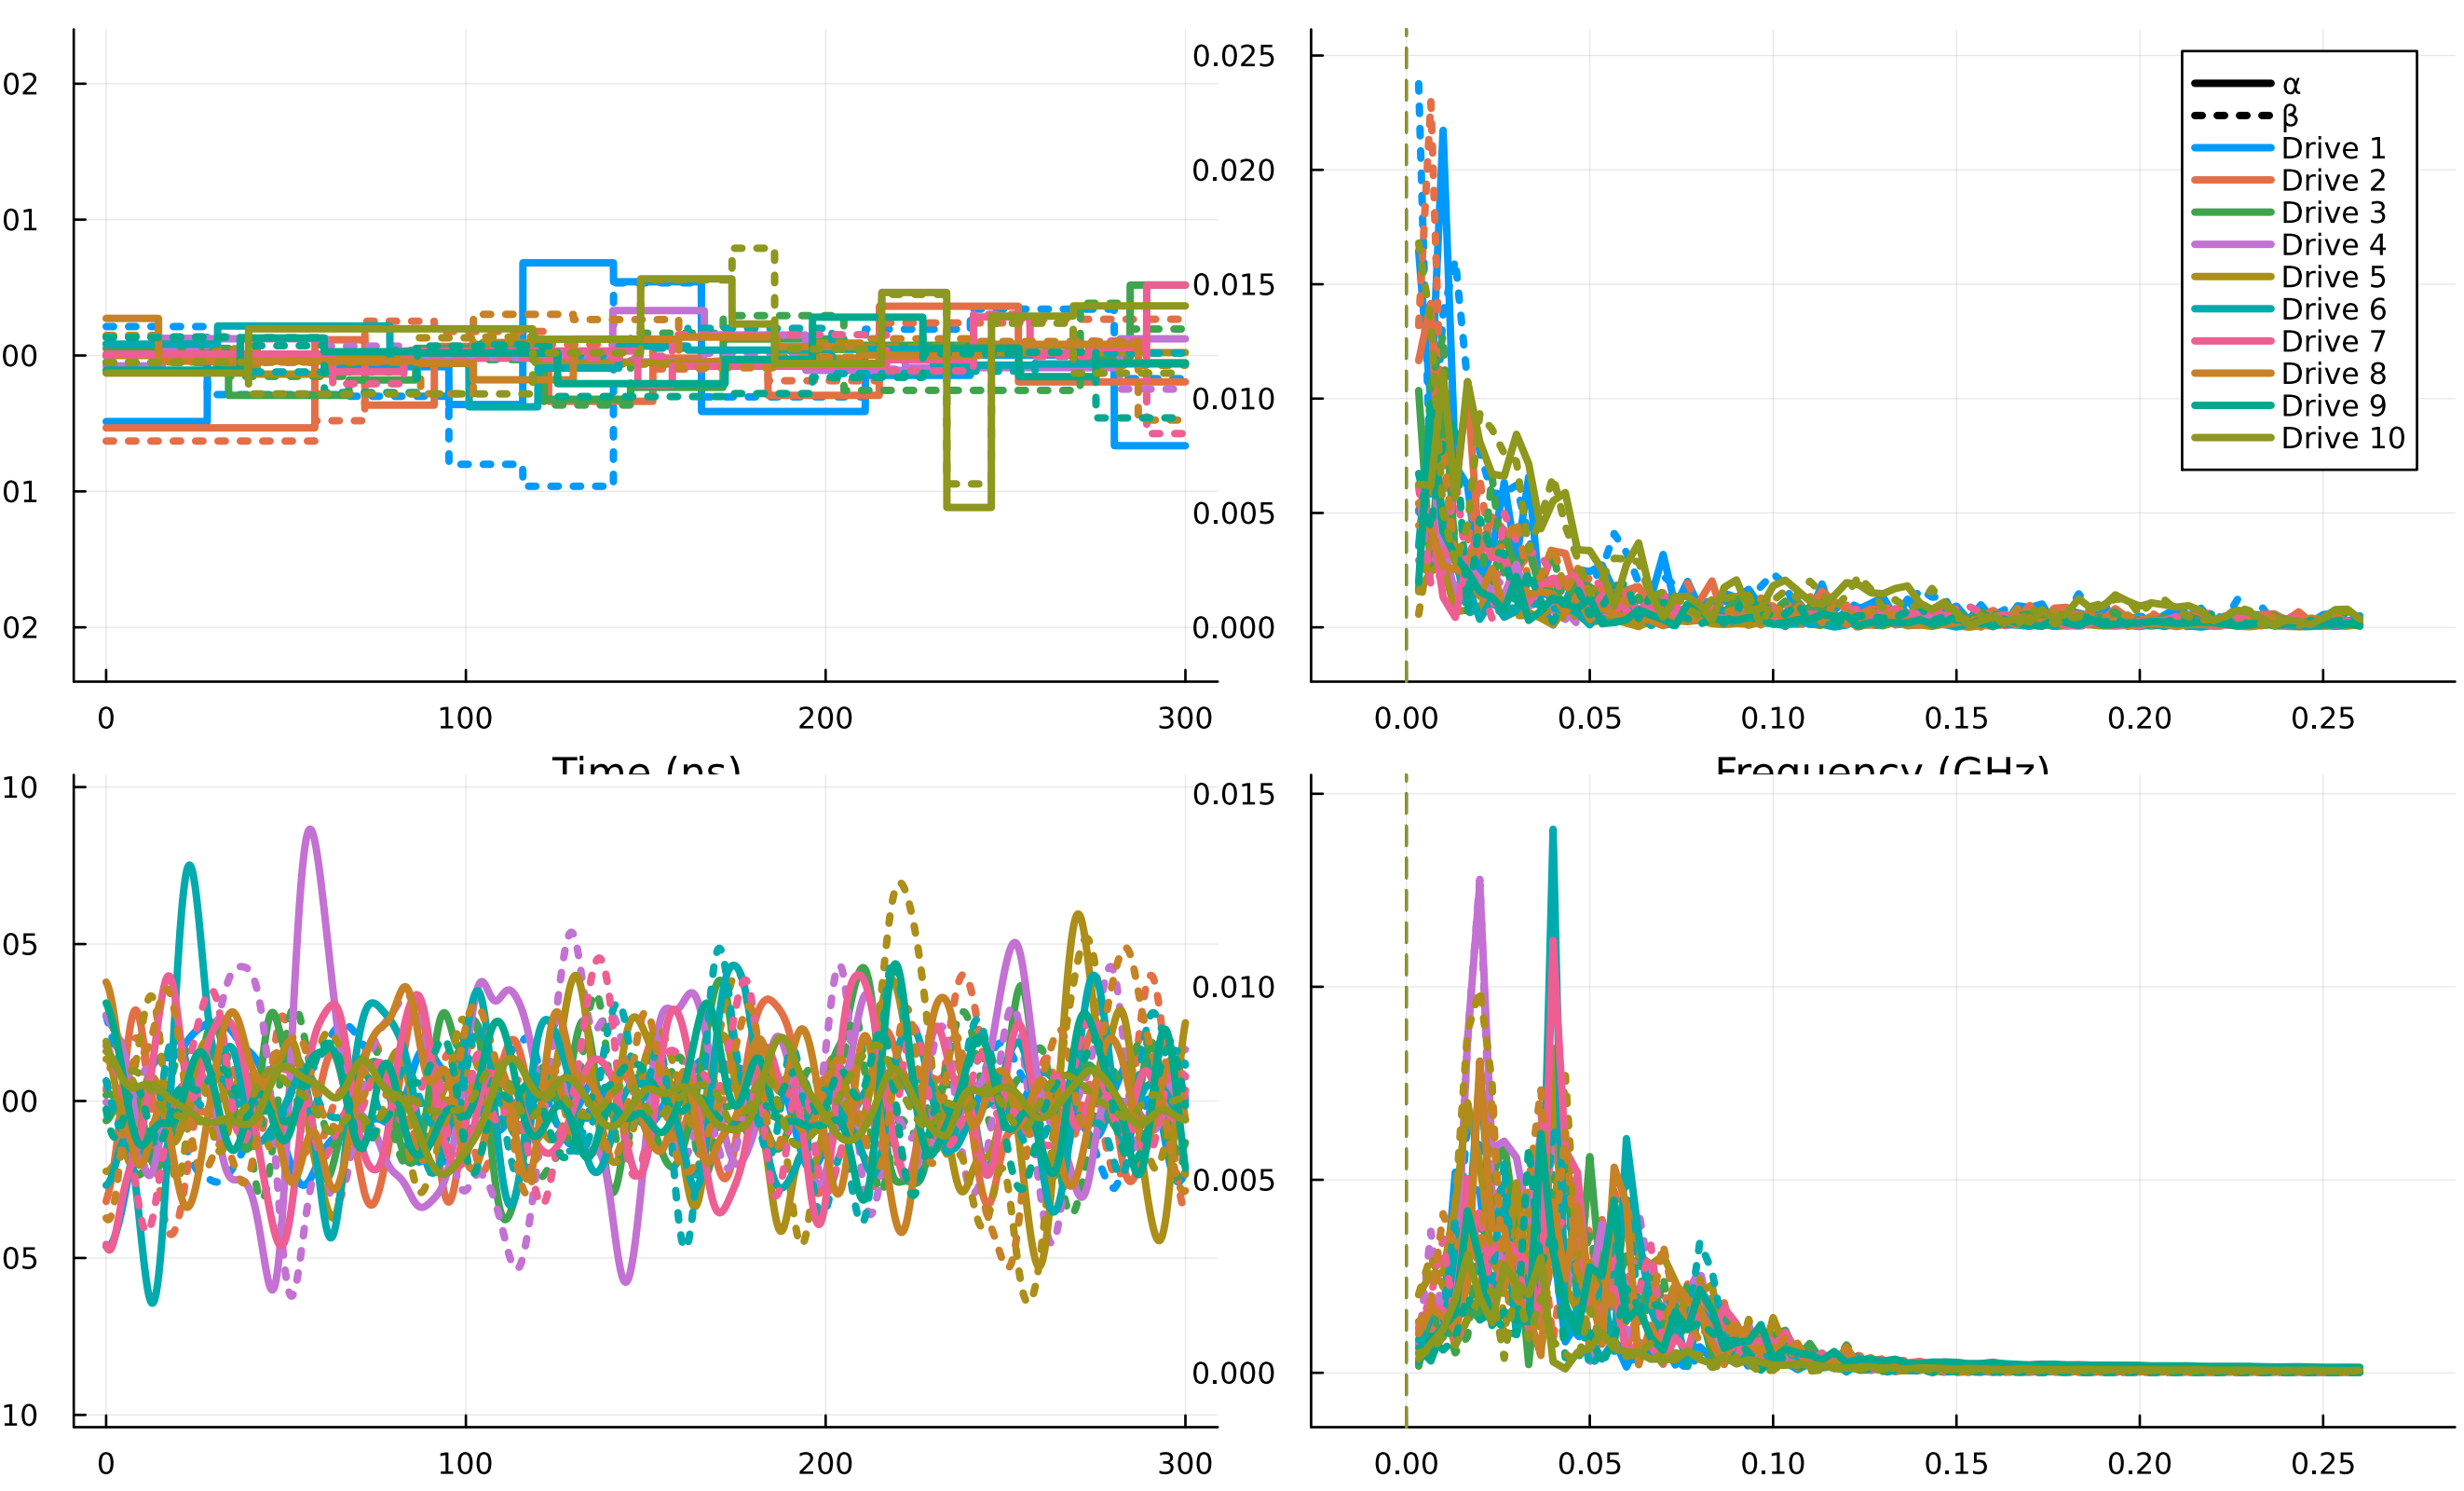 02
01
00
01
02
0 100 200 300
Time (ns)
0.025
0.020
0.015
0.010
0.005
0.000
0.00 0.05 0.10 0.15 0.20 0.25
Frequency (GHz)
α
β
Drive 1
Drive 2
Drive 3
Drive 4
Drive 5
Drive 6
Drive 7
Drive 8
Drive 9
Drive 10
10
05
00
05
10
0 100 200 300
0.015
0.010
0.005
0.000
0.00 0.05 0.10 0.15 0.20 0.25